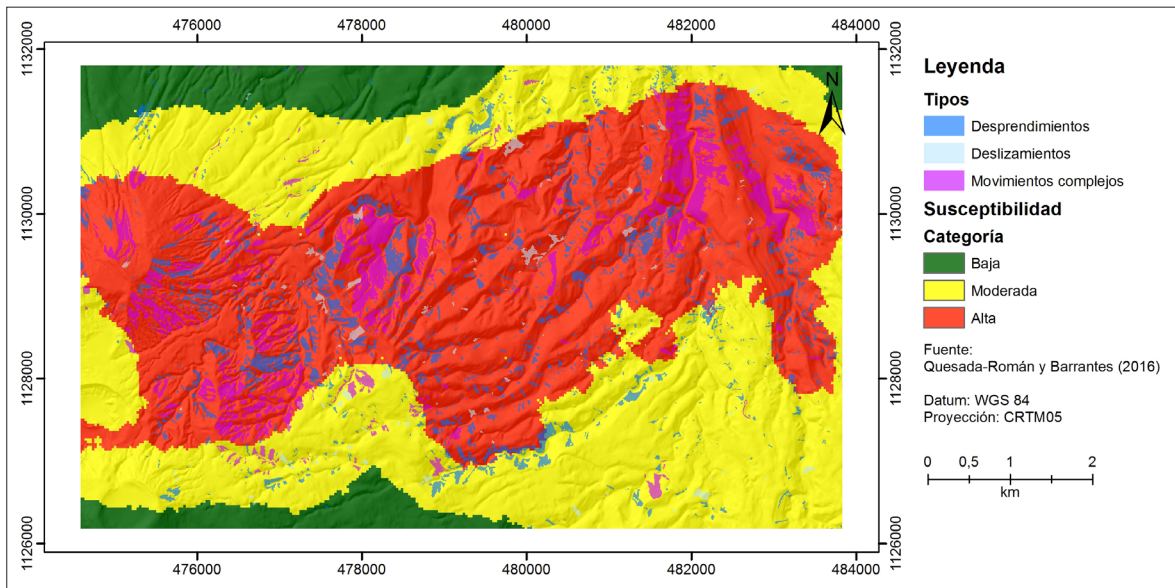 476000 478000 480000 482000 484000
1132000 1132000
1130000 1130000
1128000 1128000
1126000 1126000
476000 478000 480000 482000 484000
N
Leyenda
Tipos
Desprendimientos
Deslizamientos
Movimientos complejos
Susceptibilidad
Categoría
Baja
Moderada
Alta
Fuente:
Quesada-Román y Barrantes (2016)
Datum: WGS 84
Proyección: CRTM05
0 0,5 1 2
km